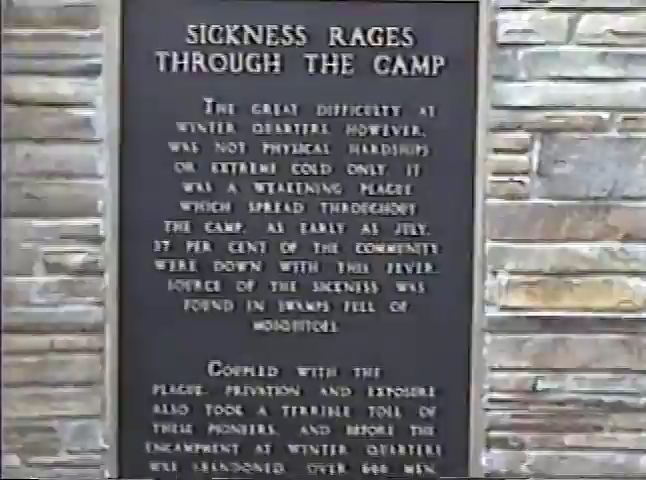 SICKNESS RAGES
THROUGH THE CAMP
THE GREAT DIFFICULTY AT
WINTER QUARTERS HOWEVER,
WAS NOT PHYSICAL HARDSHIPS
OR EXTREME COLD ONLY. IT
WAS A WEAKENING PLAGUE
WHICH SPREAD THROUGHOUT
THE CAMP. AS EARLY AS JULY,
37 PER CENT OF THE COMMUNITY
WERE DOWN WITH THIS FEVER.
SOURCE OF THE SICKNESS WAS
FOUND IN SWAMPS FULL OF
MOSQUITOES.
COUPLED WITH THE
PLAGUE, PRIVATION AND EXPOSURE
ALSO TOOK A TERRIBLE TOLL OF
THESE PIONEERS, AND BEFORE THE
ENCAMPMENT AT WINTER QUARTERS
WAS ABANDONED, OVER 600 MEN,